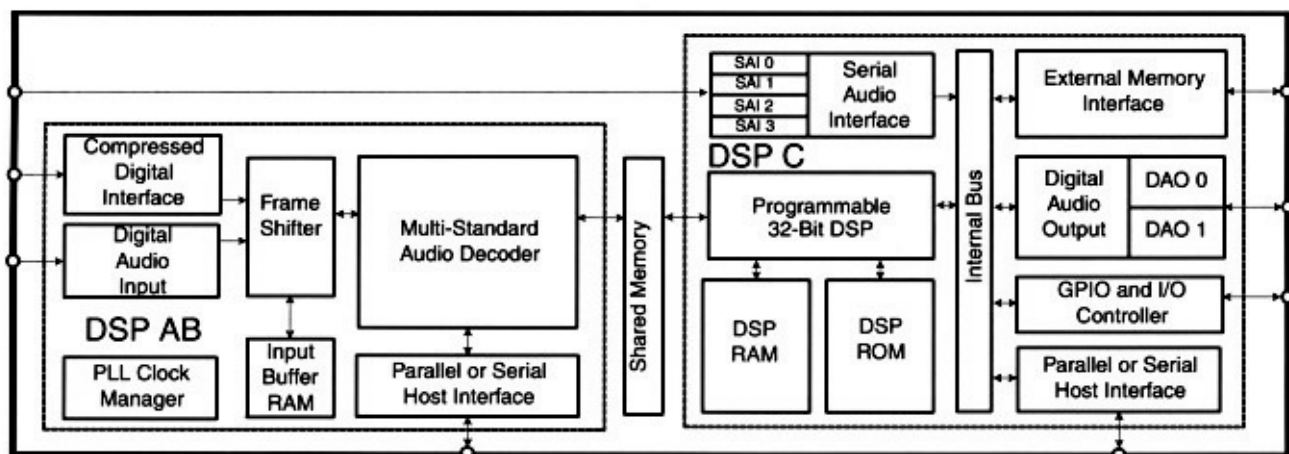 SAI 0
SAI 1
SAI 2
SAI 3
Serial
Audio
Interface
External Memory
Interface
Compressed
Digital
Interface
Digital
Audio
Input
Frame
Shifter
Multi-Standard
Audio Decoder
DSP AB
PLL Clock
Manager
Input
Buffer
RAM
Parallel or Serial
Host Interface
Shared Memory
DSP C
Programmable
32-Bit DSP
DSP
RAM
DSP
ROM
Internal Bus
Digital
Audio
Output
DAO 0
DAO 1
GPIO and I/O
Controller
Parallel or Serial
Host Interface